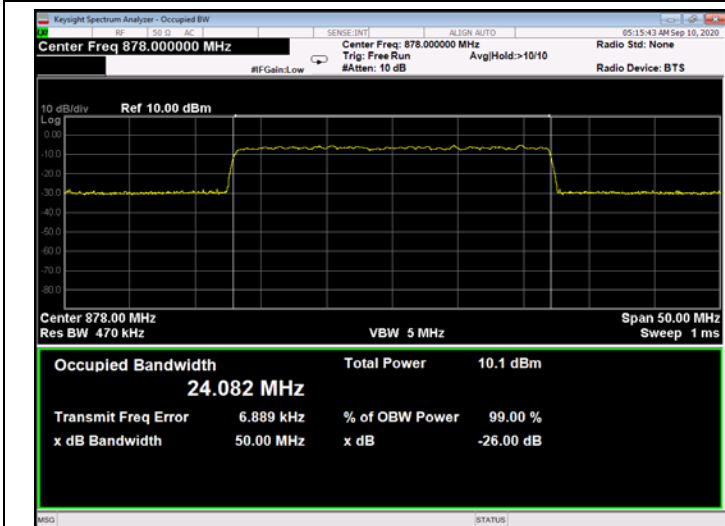 Keysight Spectrum Analyzer - Occupied BW
RF 50 Ω AC SENSE:INT ALIGN AUTO 05:15:43 AM Sep 10, 2020
Center Freq 878.000000 MHz Center Freq: 878.000000 MHz Radio Std: None
Trig: Free Run Avg|Hold:>10/10
#IFGain:Low #Atten: 10 dB Radio Device: BTS
10 dB/div Ref 10.00 dBm
Log
0.00
-10.0
-20.0
-30.0
-40.0
-50.0
-60.0
-70.0
-80.0
Center 878.00 MHz Span 50.00 MHz
Res BW 470 kHz VBW 5 MHz Sweep 1 ms
Occupied Bandwidth Total Power 10.1 dBm
24.082 MHz
Transmit Freq Error 6.889 kHz % of OBW Power 99.00 %
x dB Bandwidth 50.00 MHz x dB -26.00 dB
MSG STATUS